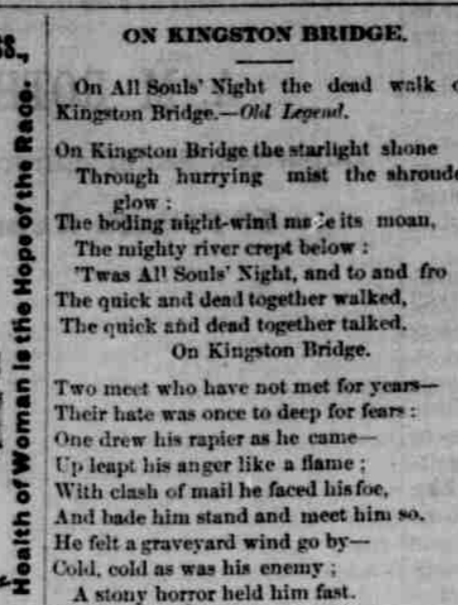 SS.,
Health of Woman is the Hope of the Race.
ON KINGSTON BRIDGE.
On All Souls' Night the dead walk
Kingston Bridge.—Old Legend.
On Kingston Bridge the starlight shone
Through hurrying mist the shroude
glow :
The boding night-wind made its moan,
The mighty river crept below :
'Twas All Souls' Night, and to and fro
The quick and dead together walked,
The quick and dead together talked.
On Kingston Bridge.
Two meet who have not met for years—
Their hate was once to deep for fears :
One drew his rapier as he came—
Up leapt his anger like a flame ;
With clash of mail he faced his foe,
And bade him stand and meet him so.
He felt a graveyard wind go by—
Cold, cold as was his enemy ;
A stony horror held him fast.